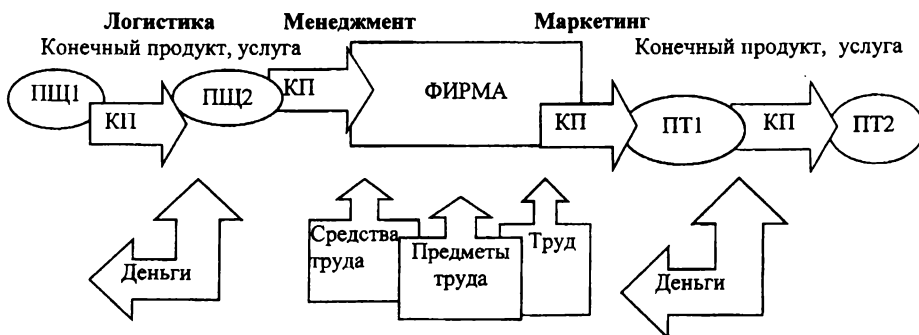 Логистика Менеджмент Маркетинг
Конечный продукт, услуга Конечный продукт, услуга
ПЩ1 КП ПЩ2 КП ФИРМА КП ПТ1 КП ПТ2
Средства труда
Предметы труда
Труд
Деньги
Деньги